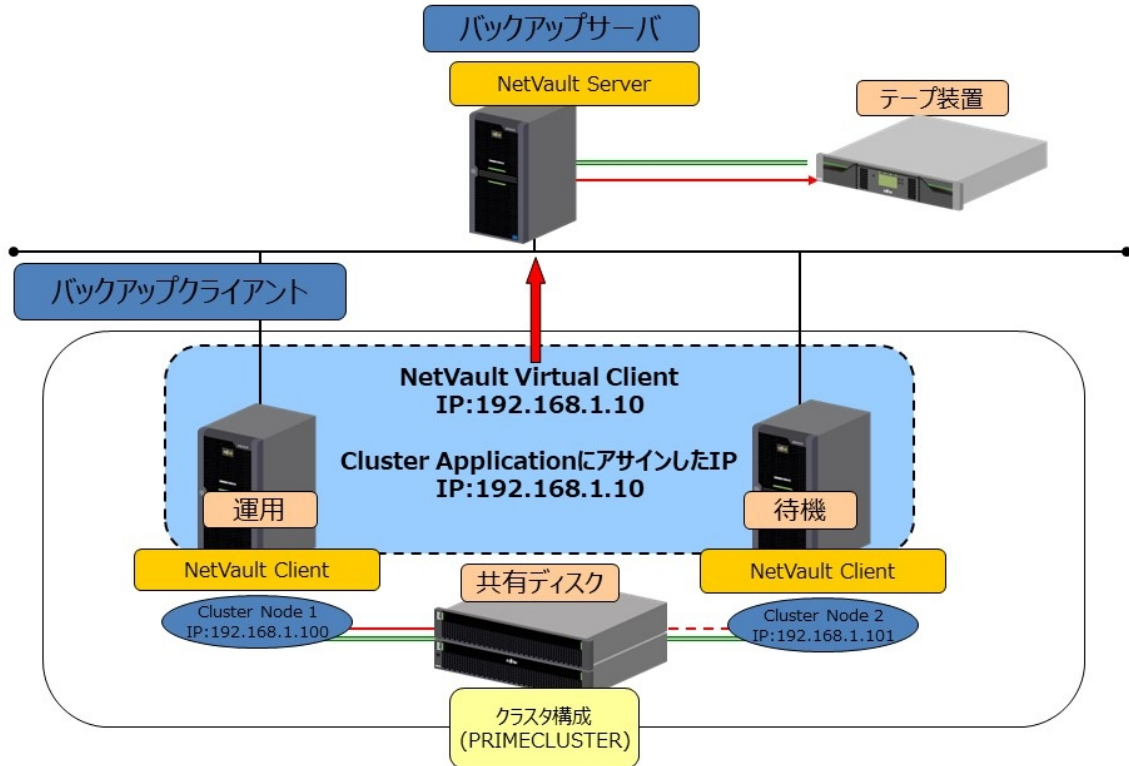 バックアップサーバ
NetVault Server
テープ装置
バックアップクライアント
NetVault Virtual Client
IP:192.168.1.10
Cluster ApplicationにアサインしたIP
IP:192.168.1.10
運用
待機
NetVault Client
NetVault Client
共有ディスク
Cluster Node 1
IP:192.168.1.100
Cluster Node 2
IP:192.168.1.101
クラスタ構成
(PRIMECLUSTER)